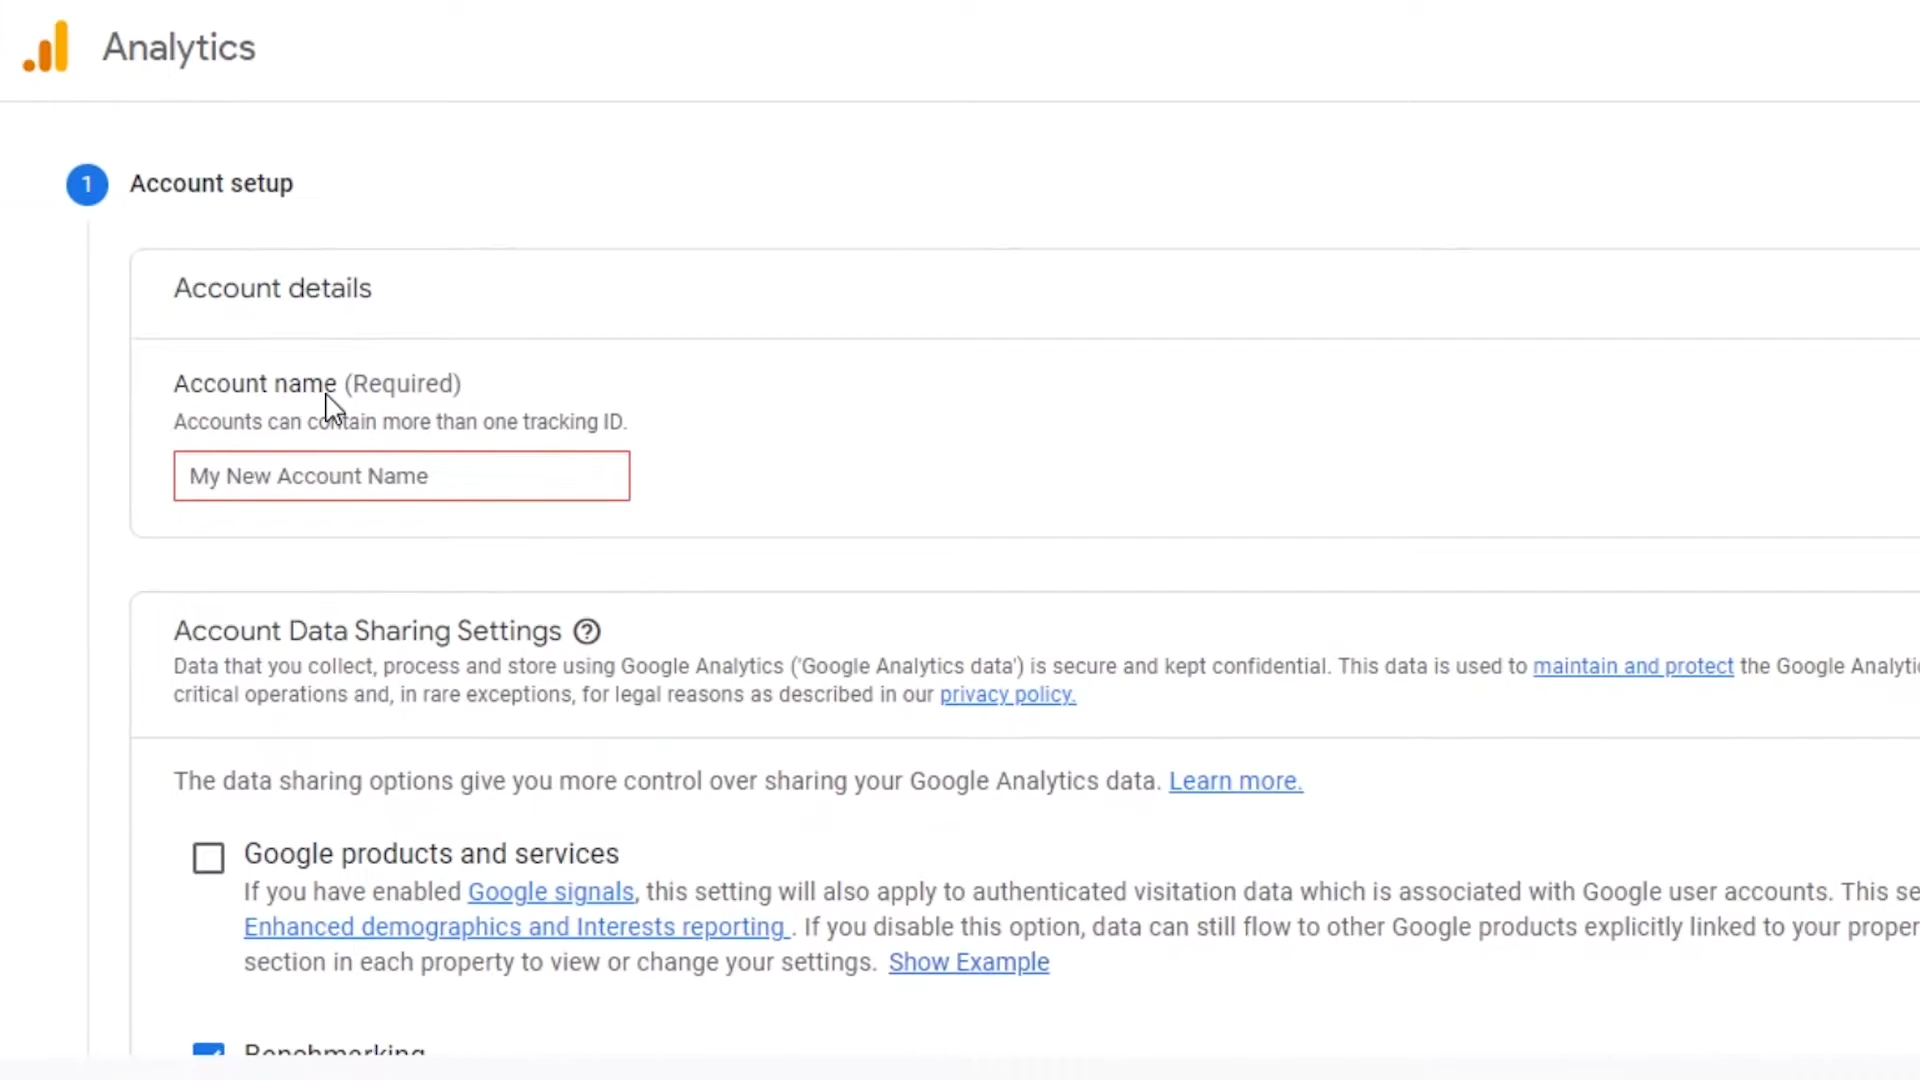 Analytics
1 Account setup
Account details
Account name (Required)
Accounts can contain more than one tracking ID.
My New Account Name
Account Data Sharing Settings ?
Data that you collect, process and store using Google Analytics ('Google Analytics data') is secure and kept confidential. This data is used to maintain and protect the Google Analytic
critical operations and, in rare exceptions, for legal reasons as described in our privacy policy.
The data sharing options give you more control over sharing your Google Analytics data. Learn more.
Google products and services
If you have enabled Google signals, this setting will also apply to authenticated visitation data which is associated with Google user accounts. This se
Enhanced demographics and Interests reporting . If you disable this option, data can still flow to other Google products explicitly linked to your proper
section in each property to view or change your settings. Show Example
Benchmarking